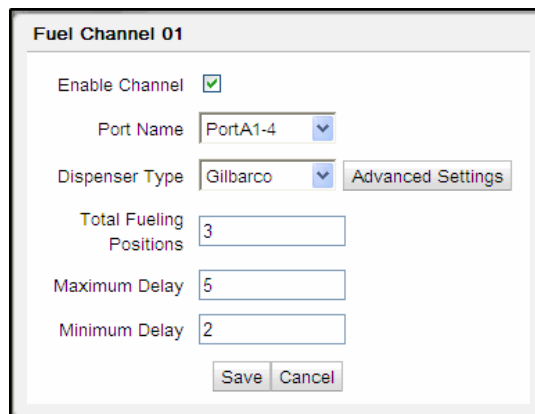 Fuel Channel 01
Enable Channel
Port Name PortA1-4
Dispenser Type Gilbarco Advanced Settings
Total Fueling
Positions 3
Maximum Delay 5
Minimum Delay 2
Save Cancel